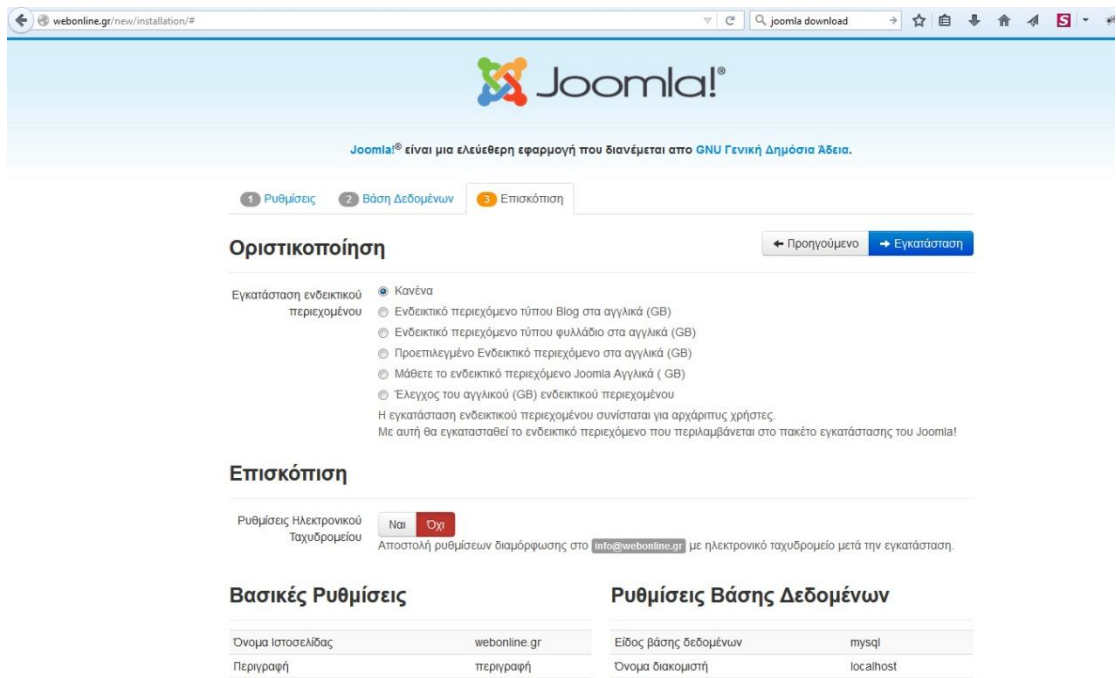 webonline.gr/new/installation/#
joomla download
S
Joomla!®
Joomla!® είναι μια ελεύθερη εφαρμογή που διανέμεται απο GNU Γενική Δημόσια Άδεια.
1 Ρυθμίσεις
2 Βάση Δεδομένων
3 Επισκόπιση
Οριστικοποίηση
Προηγούμενο
Εγκατάσταση
Εγκατάσταση ενδεικτικού
περιεχομένου
Κανένα
Ενδεικτικό περιεχόμενο τύπου Blog στα αγγλικά (GB)
Ενδεικτικό περιεχόμενο τύπου φυλλάδιο στα αγγλικά (GB)
Προεπιλεγμένο Ενδεικτικό περιεχόμενο στα αγγλικά (GB)
Μάθετε το ενδεικτικό περιεχόμενο Joomla Αγγλικά ( GB)
Έλεγχος του αγγλικού (GB) ενδεικτικού περιεχομένου
Η εγκατάσταση ενδεικτικού περιεχομένου συνίσταται για αρχάριπυς χρήστες.
Με αυτή θα εγκατασταθεί το ενδεικτικό περιεχόμενο που περιλαμβάνεται στο πακέτο εγκατάστασης του Joomla!
Επισκόπιση
Ρυθμίσεις Ηλεκτρονικού
Ταχυδρομείου
Ναι
Όχι
Αποστολή ρυθμίσεων διαμόρφωσης στο info@webonline.gr με ηλεκτρονικό ταχυδρομείο μετά την εγκατάσταση.
Βασικές Ρυθμίσεις
Όνομα Ιστοσελίδας webonline.gr
Περιγραφή περιγραφή
Ρυθμίσεις Βάσης Δεδομένων
Είδος βάσης δεδομένων mysql
Όνομα διακομιστή localhost